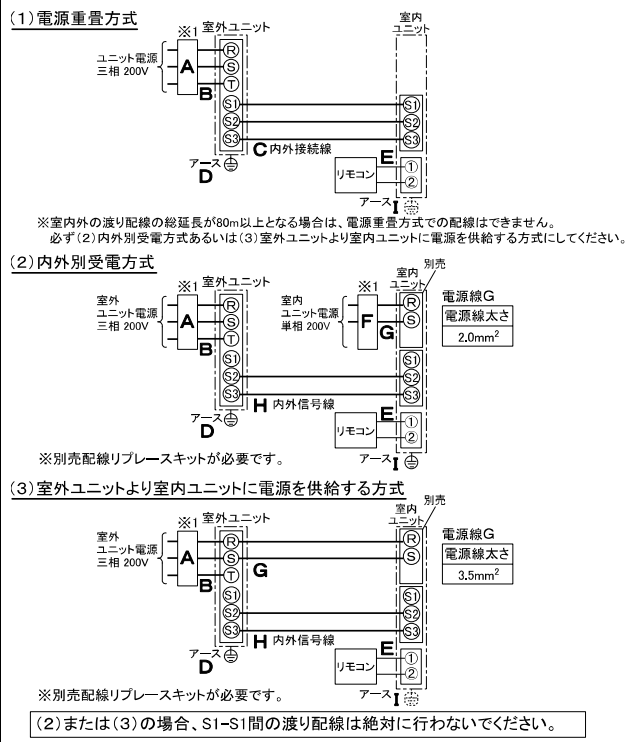 (1)電源重畳方式
※1
室外ユニット
室内
ユニット
ユニット電源
三相 200V
A
B
R
S
T
S1
S2
S3
S1
S2
S3
C 内外接続線
アース
D
リモコン
E
①
②
アース
I
※室内外の渡り配線の総延長が80m以上となる場合は、電源重畳方式での配線はできません。
必ず(2)内外別受電方式あるいは(3)室外ユニットより室内ユニットに電源を供給する方式にしてください。
(2)内外別受電方式
※1
室外ユニット
※1
室内
ユニット
別売
室外
ユニット電源
三相 200V
A
B
R
S
T
S1
S2
S3
室内
ユニット電源
単相 200V
F
G
R
S
S1
S2
S3
電源線G
電源線太さ
2.0mm²
H 内外信号線
アース
D
リモコン
E
①
②
アース
I
※別売配線リプレースキットが必要です。
(3)室外ユニットより室内ユニットに電源を供給する方式
※1
室外ユニット
室内
ユニット
別売
室外
ユニット電源
三相 200V
A
B
R
S
T
S1
S2
S3
G
R
S
S1
S2
S3
電源線G
電源線太さ
3.5mm²
H 内外信号線
アース
D
リモコン
E
①
②
アース
I
※別売配線リプレースキットが必要です。
(2)または(3)の場合、S1-S1間の渡り配線は絶対に行わないでください。